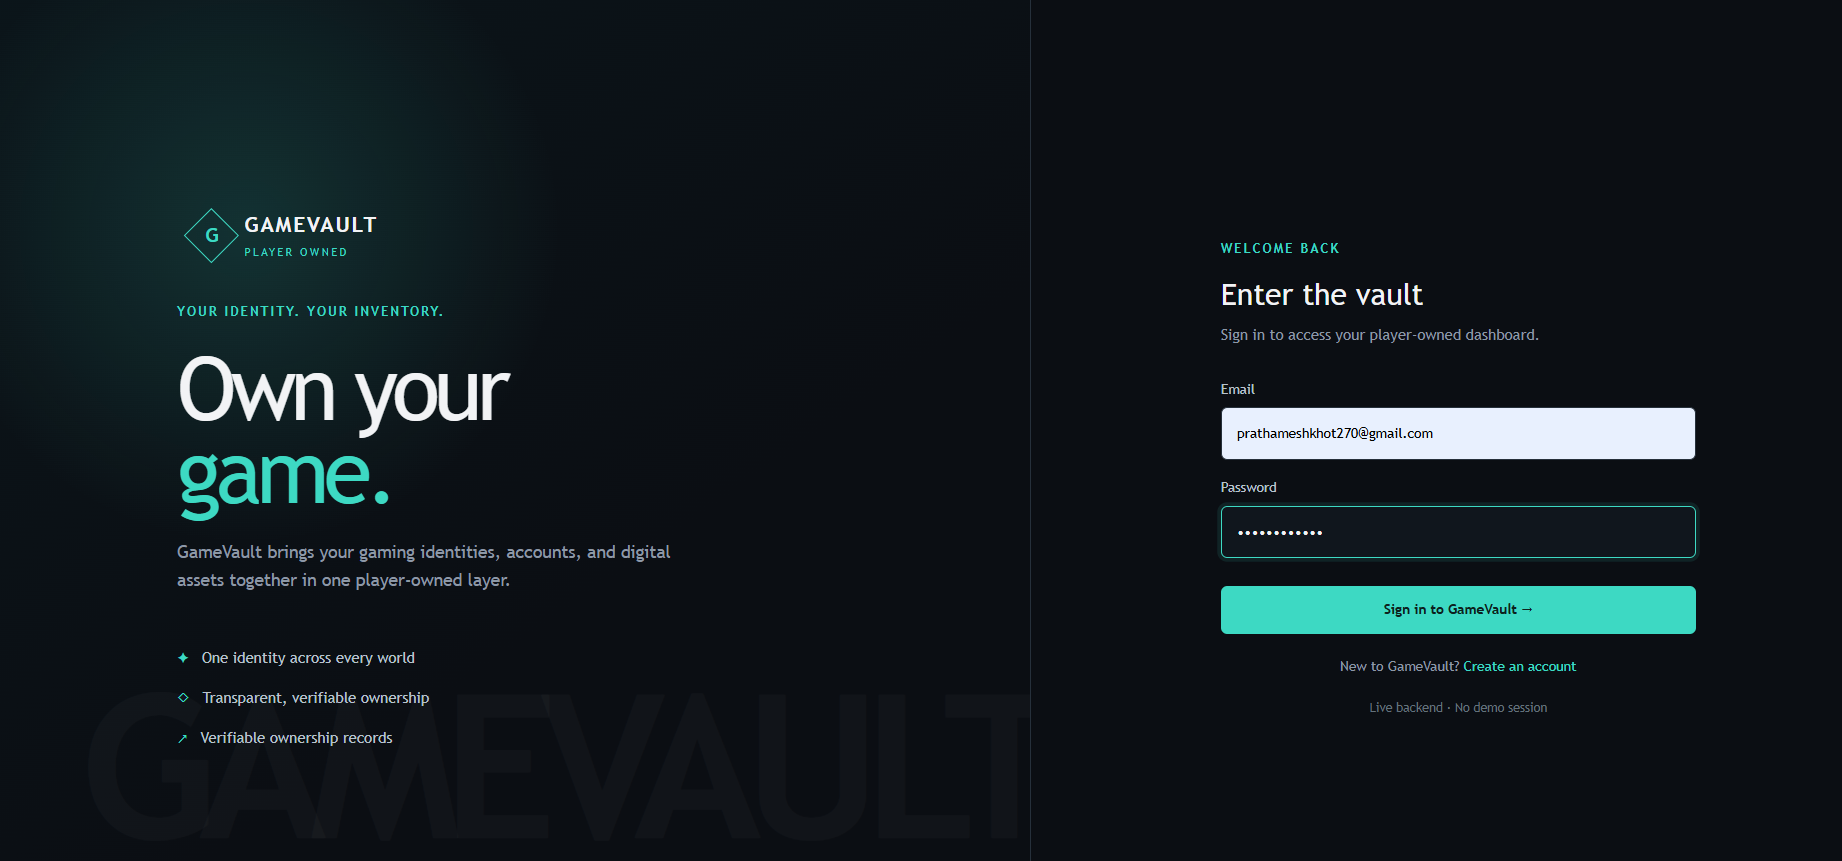 G
GAMEVAULT
PLAYER OWNED
YOUR IDENTITY. YOUR INVENTORY.
Own your
game.
GameVault brings your gaming identities, accounts, and digital
assets together in one player-owned layer.
✦ One identity across every world
◇ Transparent, verifiable ownership
↗ Verifiable ownership records
GAMEVAULT
WELCOME BACK
Enter the vault
Sign in to access your player-owned dashboard.
Email
prathameshkhot270@gmail.com
Password
••••••••••••
Sign in to GameVault →
New to GameVault? Create an account
Live backend · No demo session